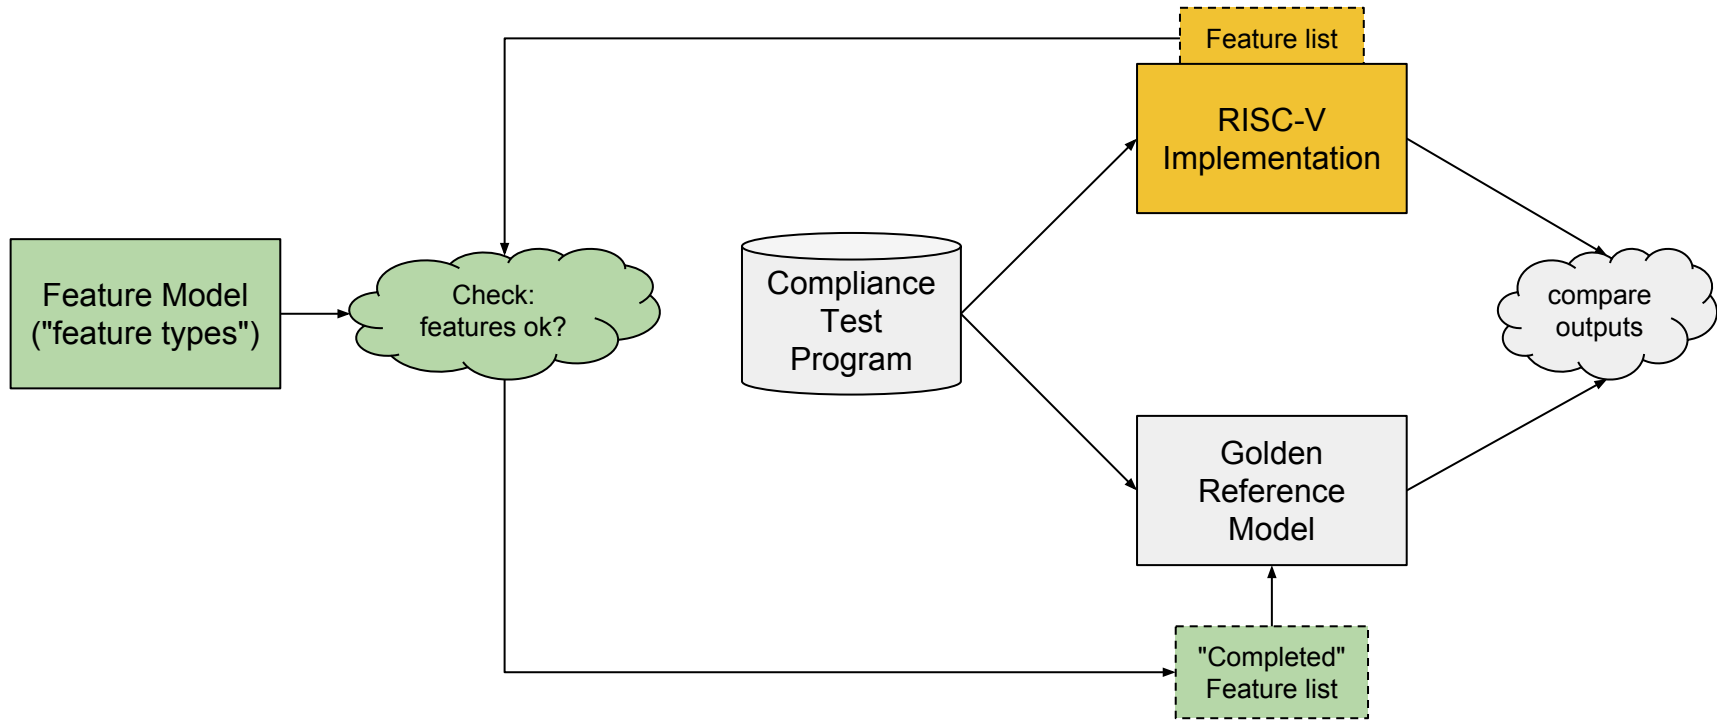 Feature list
RISC-V
Implementation
Feature Model
("feature types")
Check:
features ok?
Compliance
Test
Program
compare
outputs
Golden
Reference
Model
"Completed"
Feature list